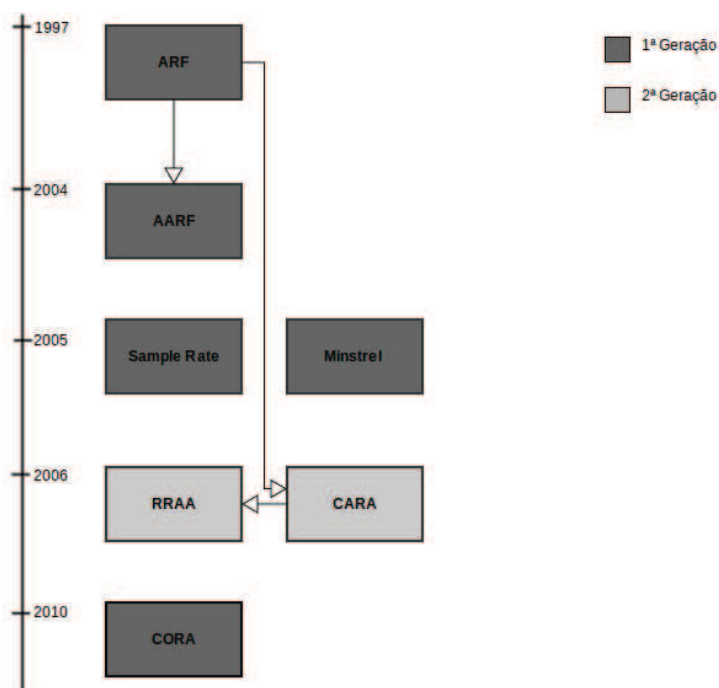 1997
ARF
1ª Geração
2ª Geração
2004
AARF
2005
Sample Rate
Minstrel
2006
RRAA
CARA
2010
CORA